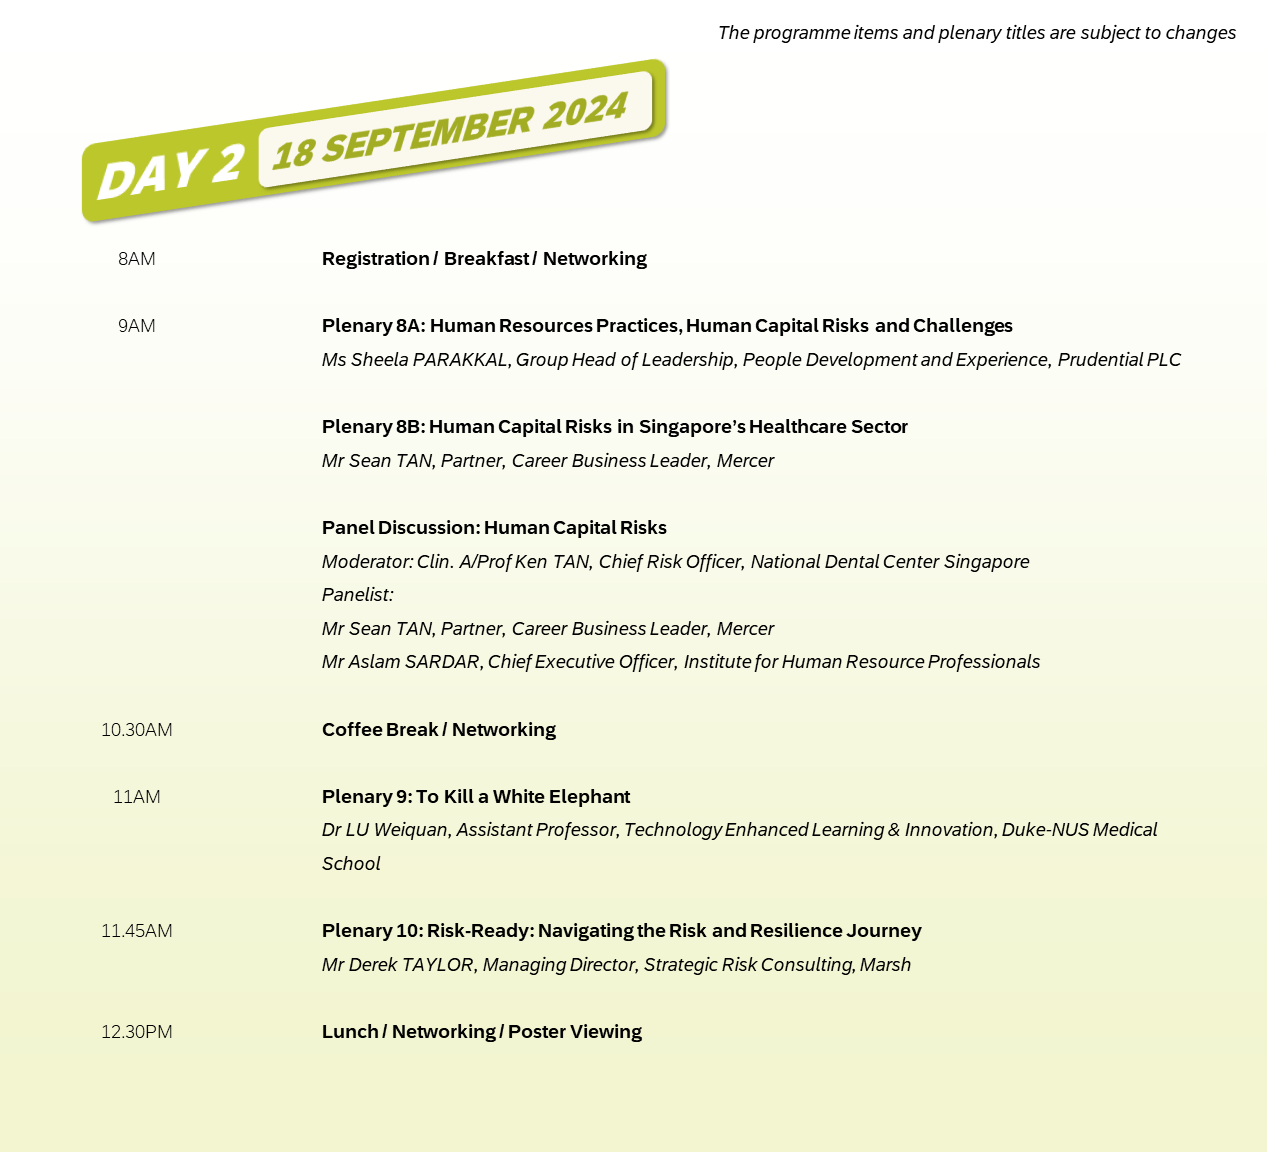 The programme items and plenary titles are subject to changes
DAY 2 18 SEPTEMBER 2024
8AM Registration / Breakfast / Networking
9AM Plenary 8A: Human Resources Practices, Human Capital Risks and Challenges
Ms Sheela PARAKKAL, Group Head of Leadership, People Development and Experience, Prudential PLC
Plenary 8B: Human Capital Risks in Singapore’s Healthcare Sector
Mr Sean TAN, Partner, Career Business Leader, Mercer
Panel Discussion: Human Capital Risks
Moderator: Clin. A/Prof Ken TAN, Chief Risk Officer, National Dental Center Singapore
Panelist:
Mr Sean TAN, Partner, Career Business Leader, Mercer
Mr Aslam SARDAR, Chief Executive Officer, Institute for Human Resource Professionals
10.30AM Coffee Break / Networking
11AM Plenary 9: To Kill a White Elephant
Dr LU Weiquan, Assistant Professor, Technology Enhanced Learning & Innovation, Duke-NUS Medical
School
11.45AM Plenary 10: Risk-Ready: Navigating the Risk and Resilience Journey
Mr Derek TAYLOR, Managing Director, Strategic Risk Consulting, Marsh
12.30PM Lunch / Networking / Poster Viewing